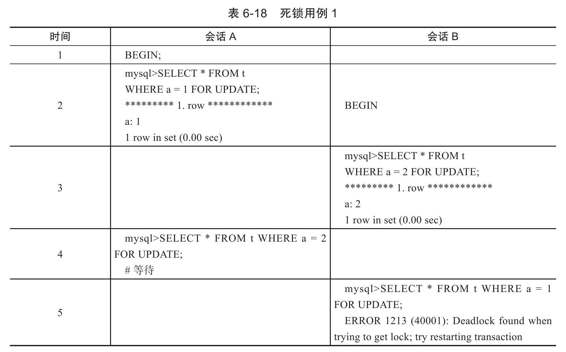 表 6-18 死锁用例 1
时间 会话 A 会话 B
1 BEGIN;
mysql>SELECT * FROM t
WHERE a = 1 FOR UPDATE;
********* 1. row ************
a: 1
1 row in set (0.00 sec)
2 BEGIN
3
mysql>SELECT * FROM t
WHERE a = 2 FOR UPDATE;
********* 1. row ************
a: 2
1 row in set (0.00 sec)
4
mysql>SELECT * FROM t WHERE a = 2
FOR UPDATE;
# 等待
5
mysql>SELECT * FROM t WHERE a = 1
FOR UPDATE;
ERROR 1213 (40001): Deadlock found when
trying to get lock; try restarting transaction